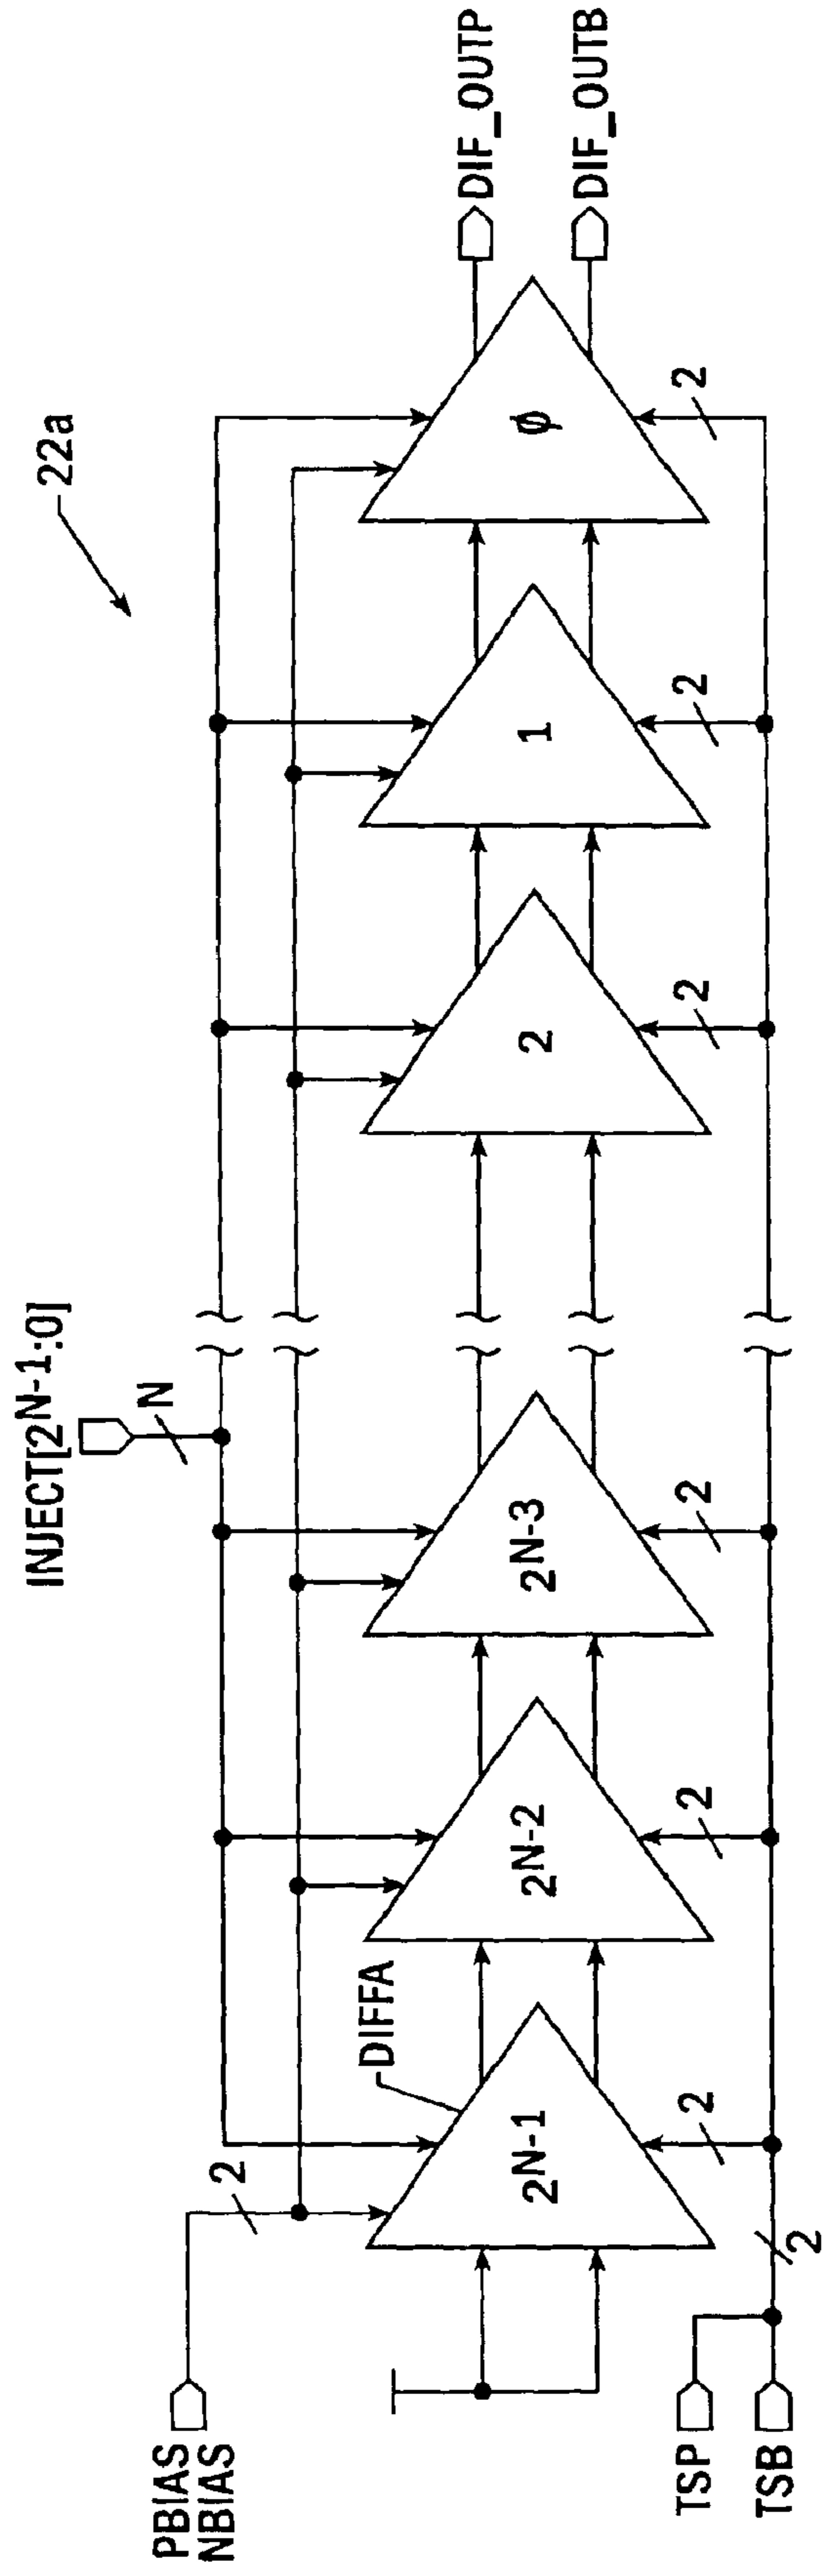 22a
INJECT[2N-1:0]
N
PBIAS
NBIAS
2
DIFFA
2N-1
2N-2
2N-3
2
1
φ
DIF_OUTP
DIF_OUTB
2
2
2
2
2
2
2
TSP
TSB